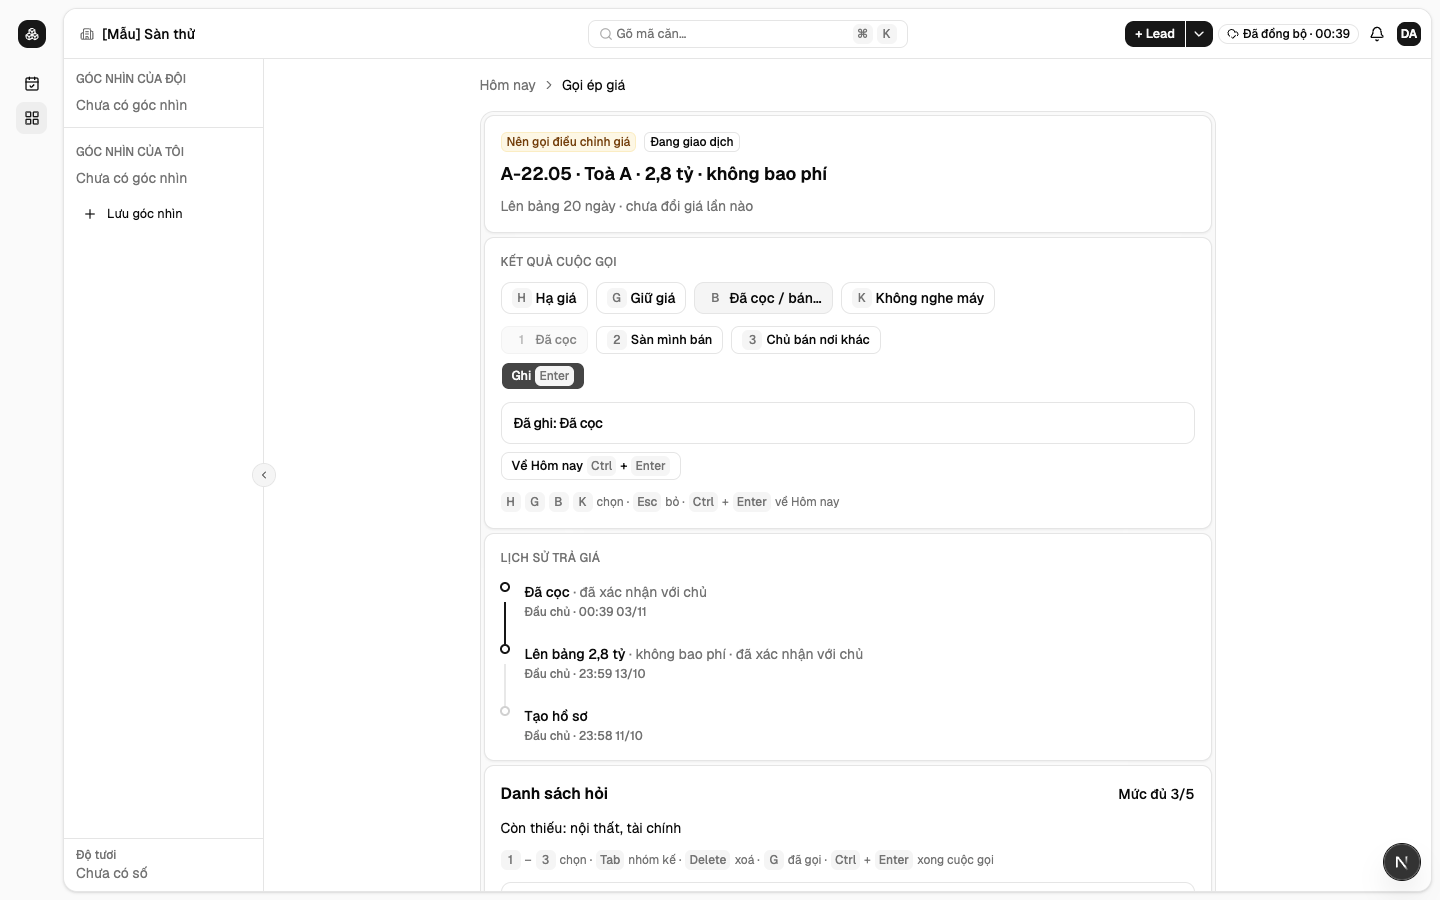 [Mẫu] Sàn thử
Gõ mã căn... ⌘ K
+ Lead
Đã đồng bộ · 00:39
DA
GÓC NHÌN CỦA ĐỘI
Chưa có góc nhìn
GÓC NHÌN CỦA TÔI
Chưa có góc nhìn
+ Lưu góc nhìn
Độ tươi
Chưa có số
Hôm nay > Gọi ép giá
Nên gọi điều chỉnh giá Đang giao dịch
A-22.05 · Toà A · 2,8 tỷ · không bao phí
Lên bảng 20 ngày · chưa đổi giá lần nào
KẾT QUẢ CUỘC GỌI
H Hạ giá G Giữ giá B Đã cọc / bán... K Không nghe máy
1 Đã cọc 2 Sàn mình bán 3 Chủ bán nơi khác
Ghi Enter
Đã ghi: Đã cọc
Về Hôm nay Ctrl + Enter
H G B K chọn · Esc bỏ · Ctrl + Enter về Hôm nay
LỊCH SỬ TRẢ GIÁ
Đã cọc · đã xác nhận với chủ
Đầu chủ · 00:39 03/11
Lên bảng 2,8 tỷ · không bao phí · đã xác nhận với chủ
Đầu chủ · 23:59 13/10
Tạo hồ sơ
Đầu chủ · 23:58 11/10
Danh sách hỏi Mức đủ 3/5
Còn thiếu: nội thất, tài chính
1 – 3 chọn · Tab nhóm kế · Delete xoá · G đã gọi · Ctrl + Enter xong cuộc gọi
N